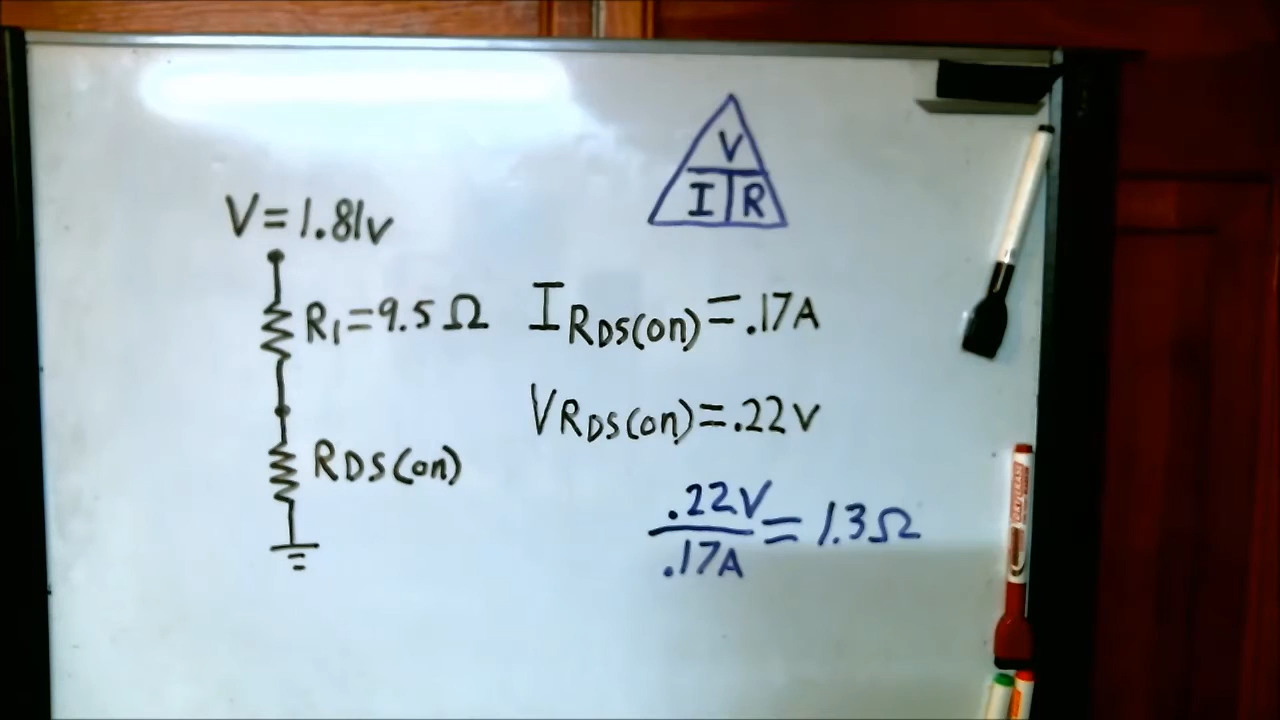 V
I R
V=1.81v
R1=9.5Ω
IRDS(on)=.17A
VRDS(on)=.22v
RDS(on)
.22V
.17A
=1.3Ω